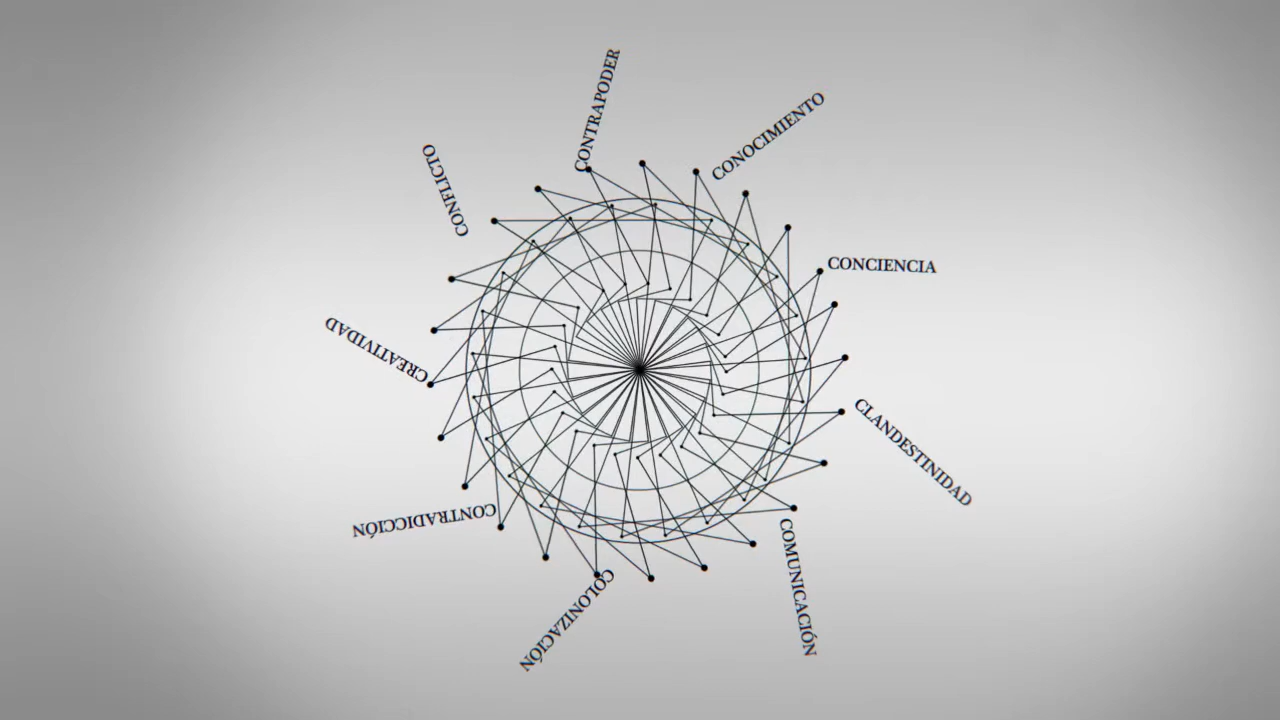 CONTRAPODER
CONOCIMIENTO
CONCIENCIA
CLANDESTINIDAD
COMUNICACIÓN
COLONIZACIÓN
CONTRADICCIÓN
CREATIVIDAD
CONFLICTO